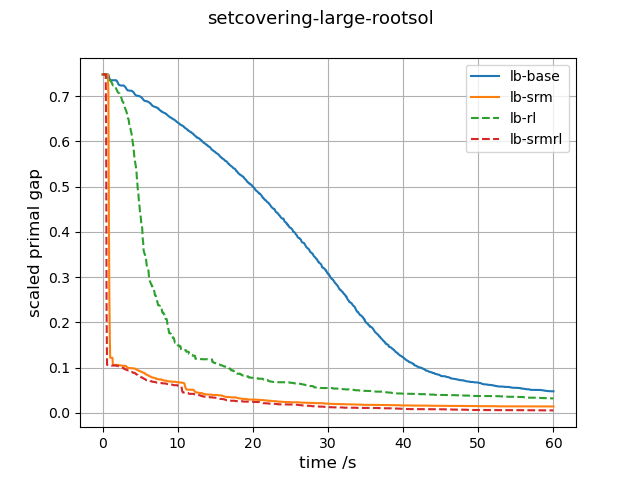 setcovering-large-rootsol
lb-base
lb-srm
lb-rl
lb-srmrl
scaled primal gap
0.7
0.6
0.5
0.4
0.3
0.2
0.1
0.0
0 10 20 30 40 50 60
time /s